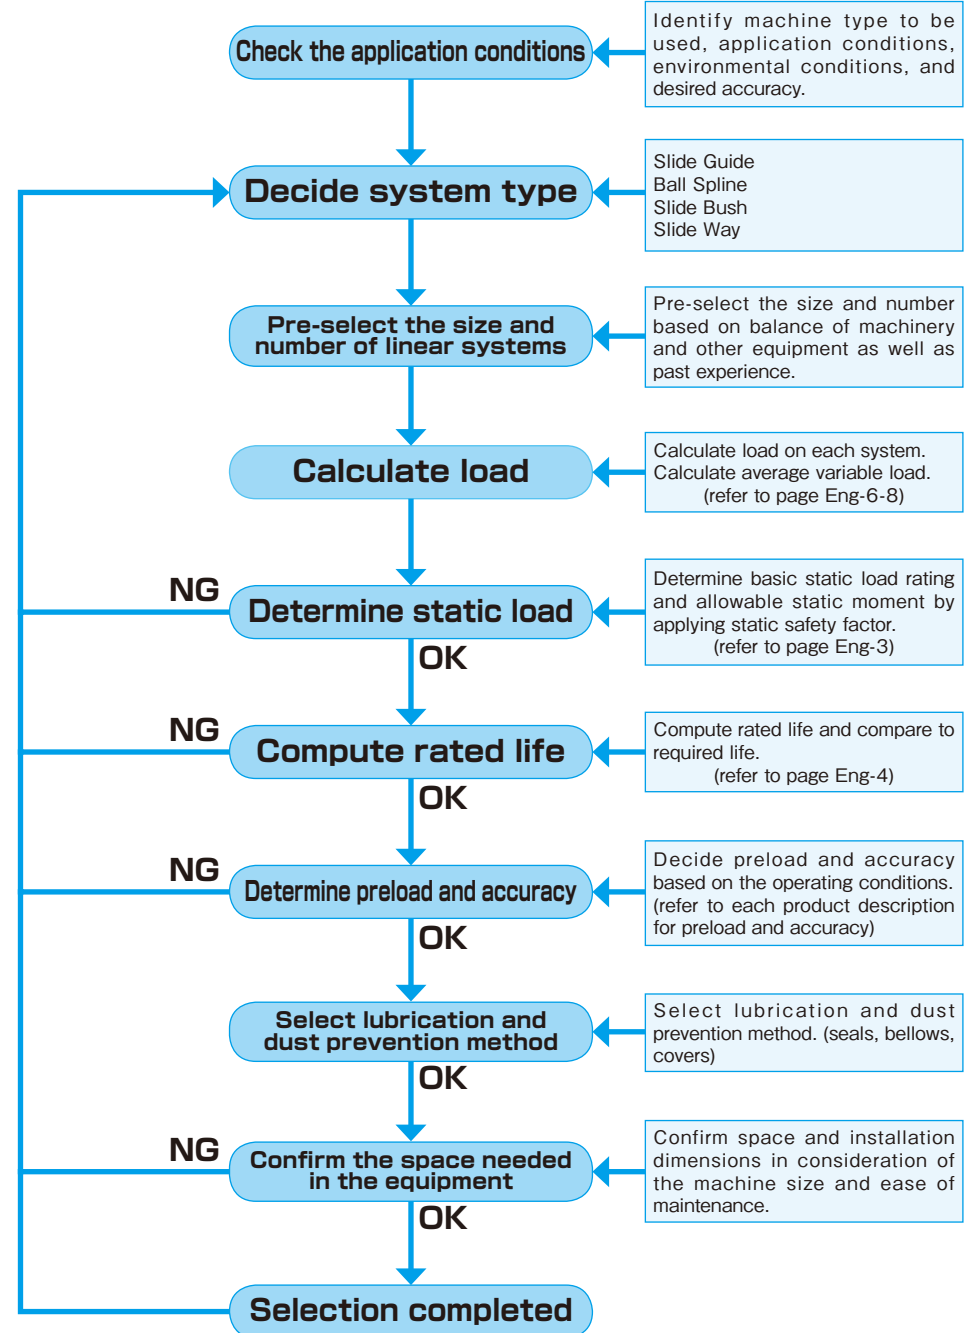 Check the application conditions
Identify machine type to be
used, application conditions,
environmental conditions, and
desired accuracy.
Decide system type
Slide Guide
Ball Spline
Slide Bush
Slide Way
Pre-select the size and
number of linear systems
Pre-select the size and number
based on balance of machinery
and other equipment as well as
past experience.
Calculate load
Calculate load on each system.
Calculate average variable load.
(refer to page Eng-6-8)
NG
Determine static load
OK
Determine basic static load rating
and allowable static moment by
applying static safety factor.
(refer to page Eng-3)
NG
Compute rated life
OK
Compute rated life and compare to
required life.
(refer to page Eng-4)
NG
Determine preload and accuracy
OK
Decide preload and accuracy
based on the operating conditions.
(refer to each product description
for preload and accuracy)
Select lubrication and
dust prevention method
OK
Select lubrication and dust
prevention method. (seals, bellows,
covers)
NG
Confirm the space needed
in the equipment
OK
Confirm space and installation
dimensions in consideration of
the machine size and ease of
maintenance.
Selection completed